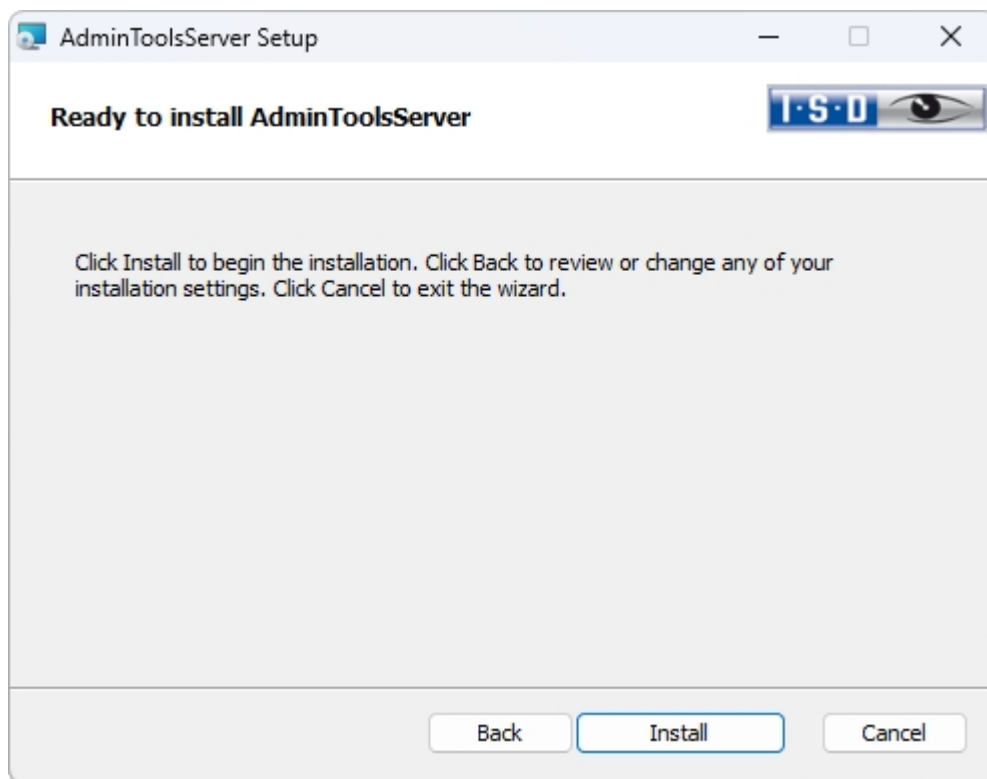 AdminToolsServer Setup
Ready to install AdminToolsServer
I·S·D
Click Install to begin the installation. Click Back to review or change any of your
installation settings. Click Cancel to exit the wizard.
Back
Install
Cancel